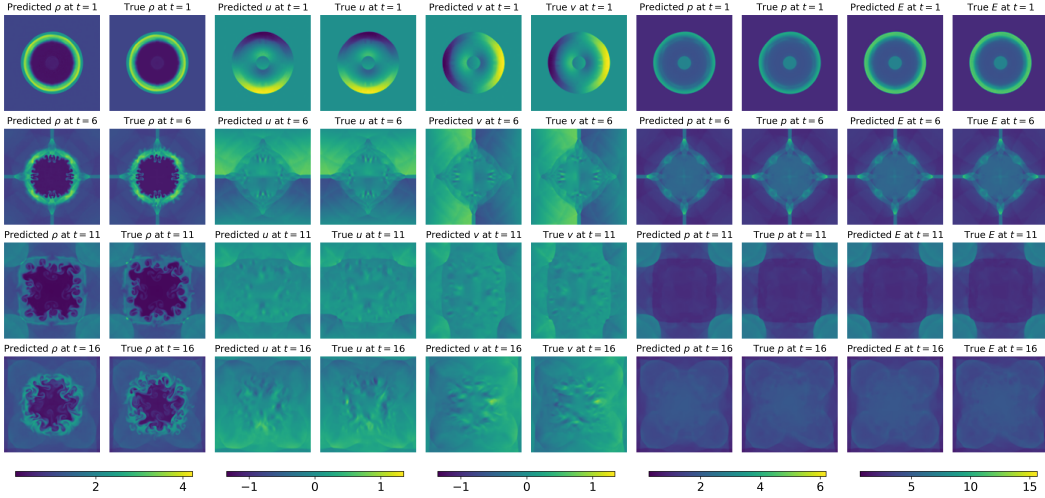 Predicted ρ at t = 1 True ρ at t = 1 Predicted u at t = 1 True u at t = 1 Predicted v at t = 1 True v at t = 1 Predicted p at t = 1 True p at t = 1 Predicted E at t = 1 True E at t = 1
Predicted ρ at t = 6 True ρ at t = 6 Predicted u at t = 6 True u at t = 6 Predicted v at t = 6 True v at t = 6 Predicted p at t = 6 True p at t = 6 Predicted E at t = 6 True E at t = 6
Predicted ρ at t = 11 True ρ at t = 11 Predicted u at t = 11 True u at t = 11 Predicted v at t = 11 True v at t = 11 Predicted p at t = 11 True p at t = 11 Predicted E at t = 11 True E at t = 11
Predicted ρ at t = 16 True ρ at t = 16 Predicted u at t = 16 True u at t = 16 Predicted v at t = 16 True v at t = 16 Predicted p at t = 16 True p at t = 16 Predicted E at t = 16 True E at t = 16
2 4 −1 0 1 −1 0 1 2 4 6 5 10 15